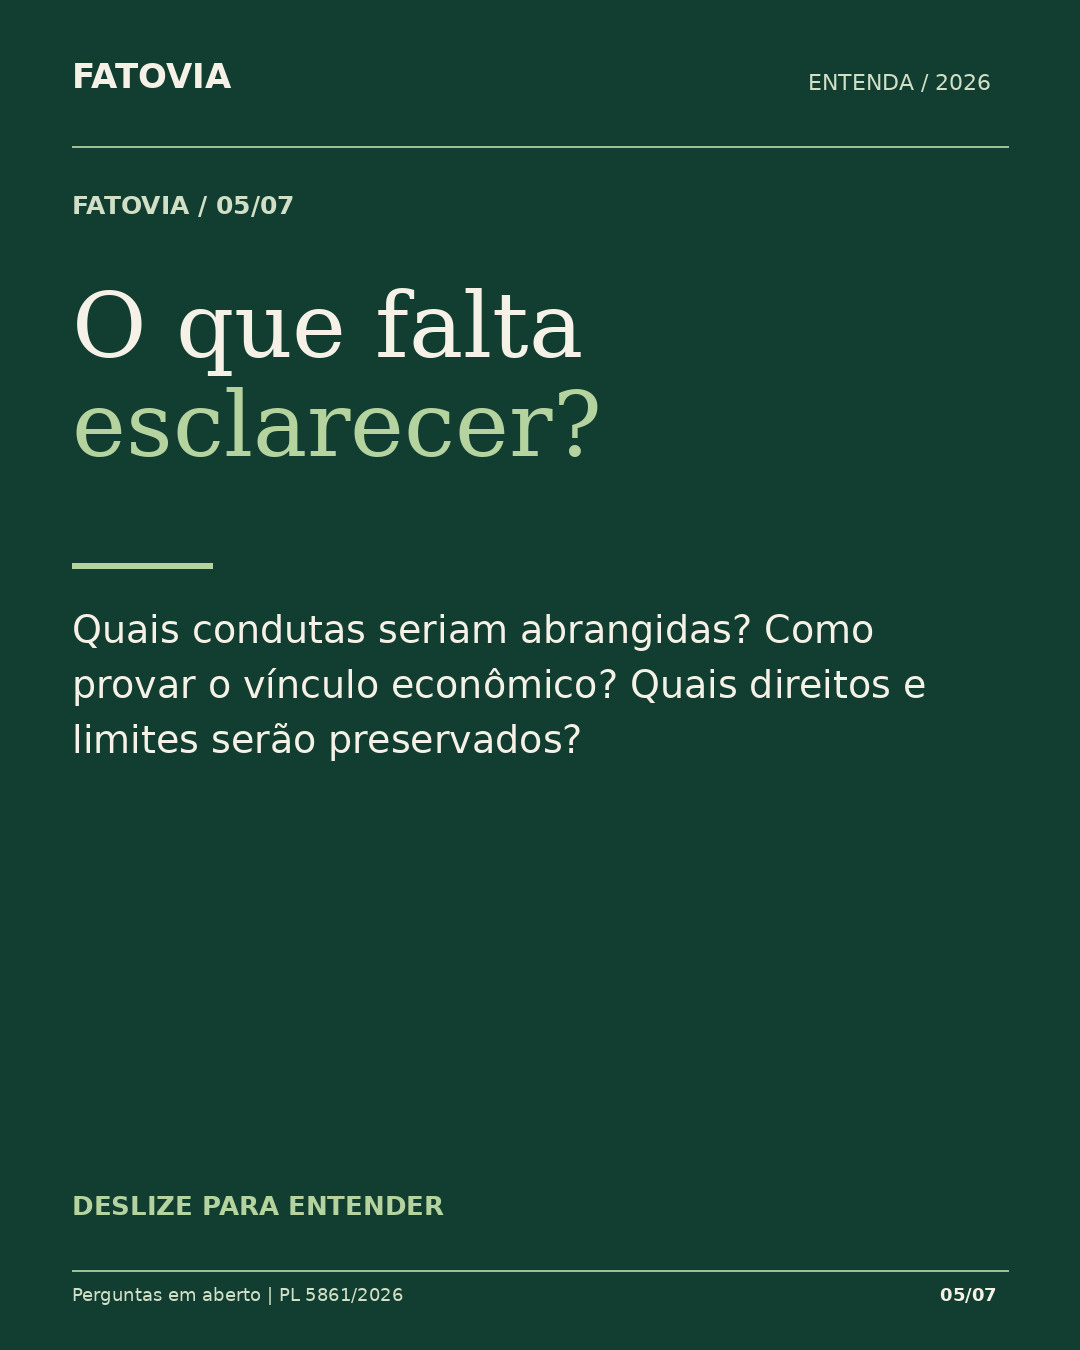 FATOVIA
ENTENDA / 2026
FATOVIA / 05/07
O que falta
esclarecer?
Quais condutas seriam abrangidas? Como
provar o vínculo econômico? Quais direitos e
limites serão preservados?
DESLIZE PARA ENTENDER
Perguntas em aberto | PL 5861/2026
05/07